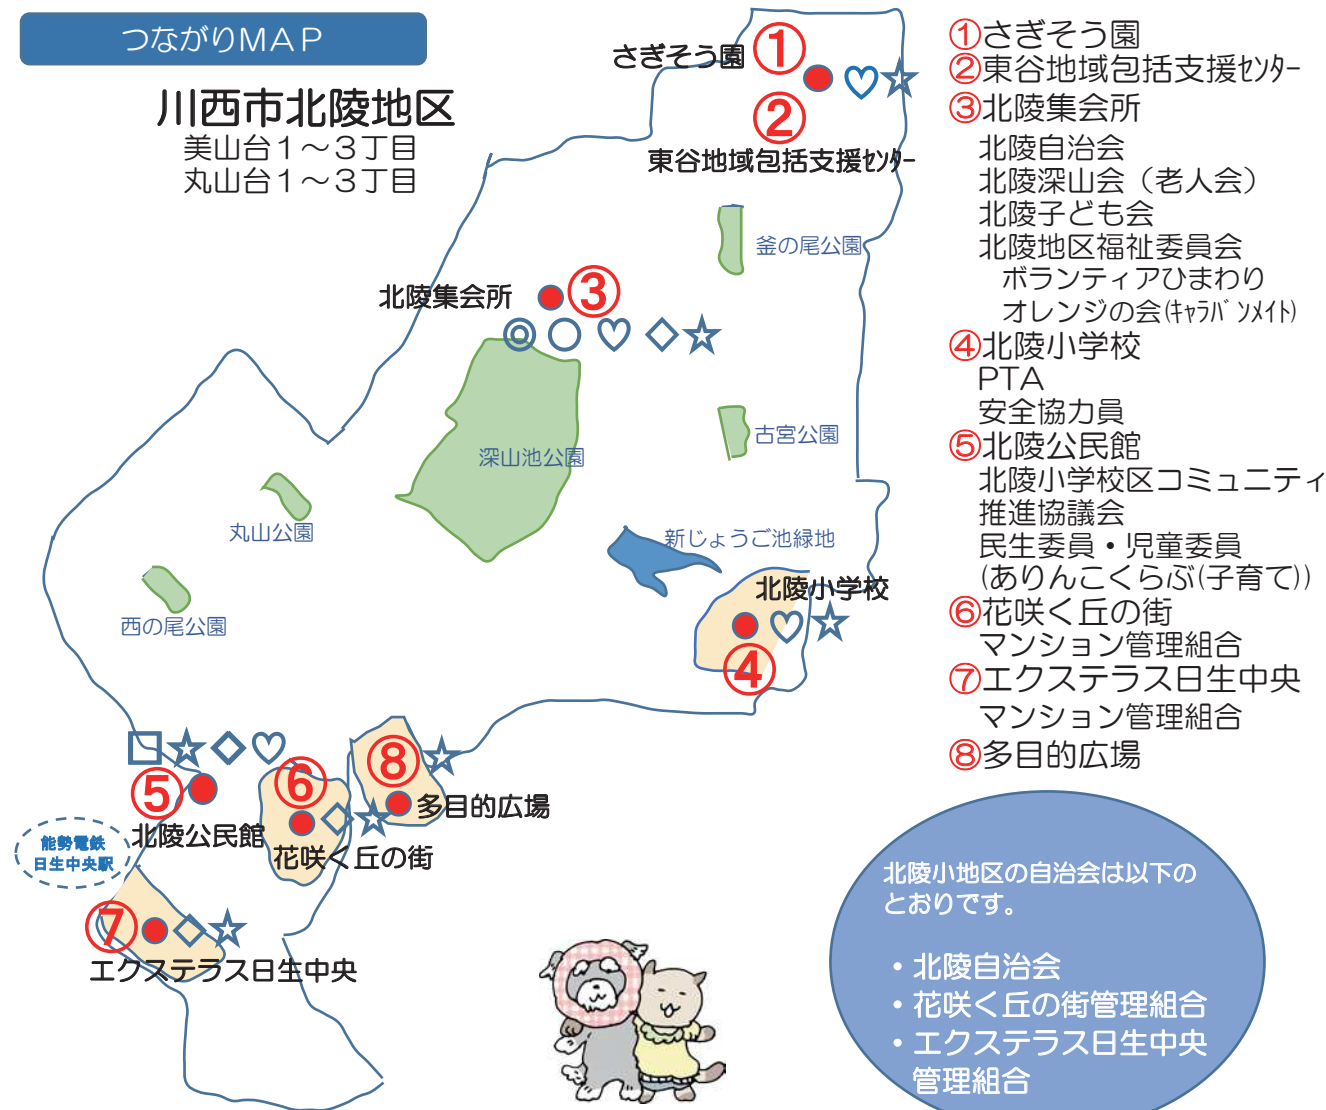 つながりＭＡＰ
川西市北陵地区
美山台１～３丁目
丸山台１～３丁目
さぎそう園
①
②
東谷地域包括支援ｾﾝﾀｰ
釜の尾公園
北陵集会所
③
◎○♡◇☆
深山池公園
古宮公園
丸山公園
新じょうご池緑地
西の尾公園
北陵小学校
④
⑤
北陵公民館
⑥
花咲く丘の街
⑧
多目的広場
能勢電鉄
日生中央駅
⑦
エクステラス日生中央
①さぎそう園
②東谷地域包括支援ｾﾝﾀｰ
③北陵集会所
北陵自治会
北陵深山会（老人会）
北陵子ども会
北陵地区福祉委員会
ボランティアひまわり
オレンジの会(ｷｬﾗﾊﾞﾝﾒｲﾄ)
④北陵小学校
PTA
安全協力員
⑤北陵公民館
北陵小学校区コミュニティ
推進協議会
民生委員・児童委員
(ありんこくらぶ(子育て))
⑥花咲く丘の街
マンション管理組合
⑦エクステラス日生中央
マンション管理組合
⑧多目的広場
北陵小地区の自治会は以下の
とおりです。
・北陵自治会
・花咲く丘の街管理組合
・エクステラス日生中央
管理組合